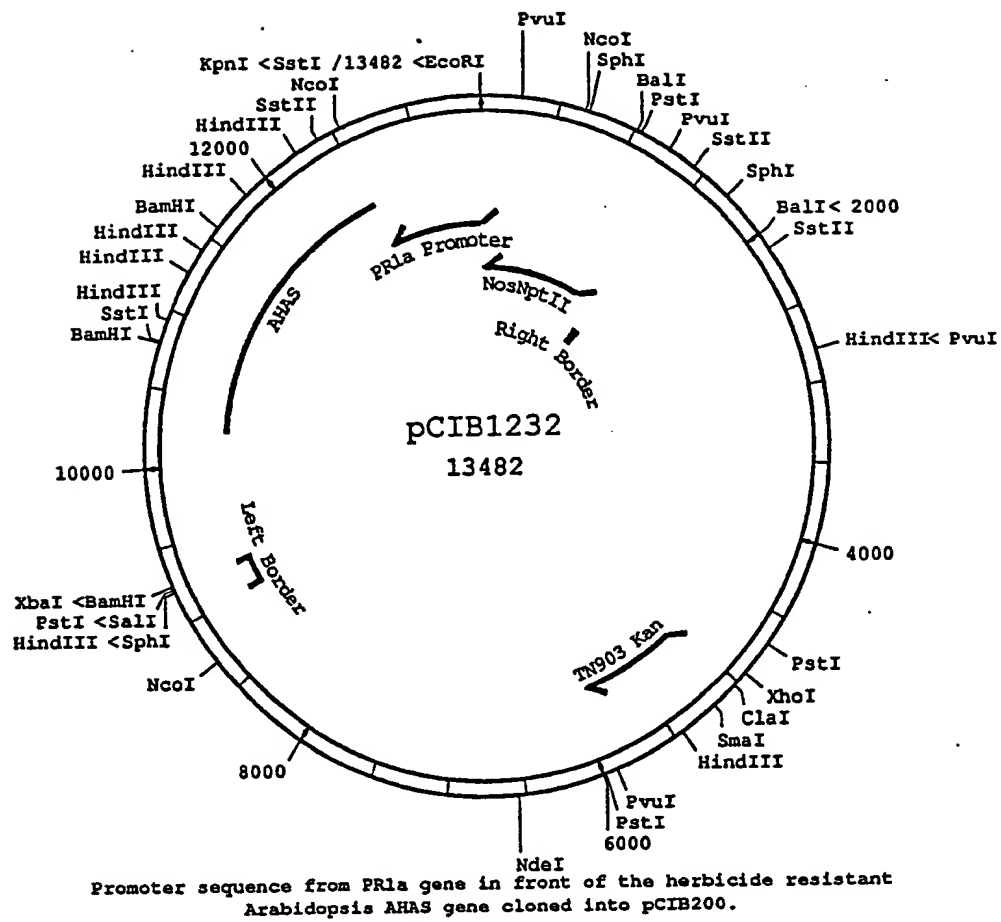 PvuI
KpnI <SstI /13482 <EcoRI
NcoI
SphI
NcoI
BalI
SstII
PstI
HindIII
PvuI
12000
SstII
HindIII
SphI
BamHI
BalI< 2000
HindIII
SstII
HindIII
PR1a Promoter
AHAS
NosNptII
HindIII
SstI
BamHI
Right Border
HindIII< PvuI
pCIB1232
13482
10000
Left Border
4000
XbaI <BamHI
PstI <SalI
HindIII <SphI
TN903 Kan
PstI
NcoI
XhoI
ClaI
SmaI
HindIII
8000
PvuI
PstI
6000
NdeI
Promoter sequence from PR1a gene in front of the herbicide resistant
Arabidopsis AHAS gene cloned into pCIB200.